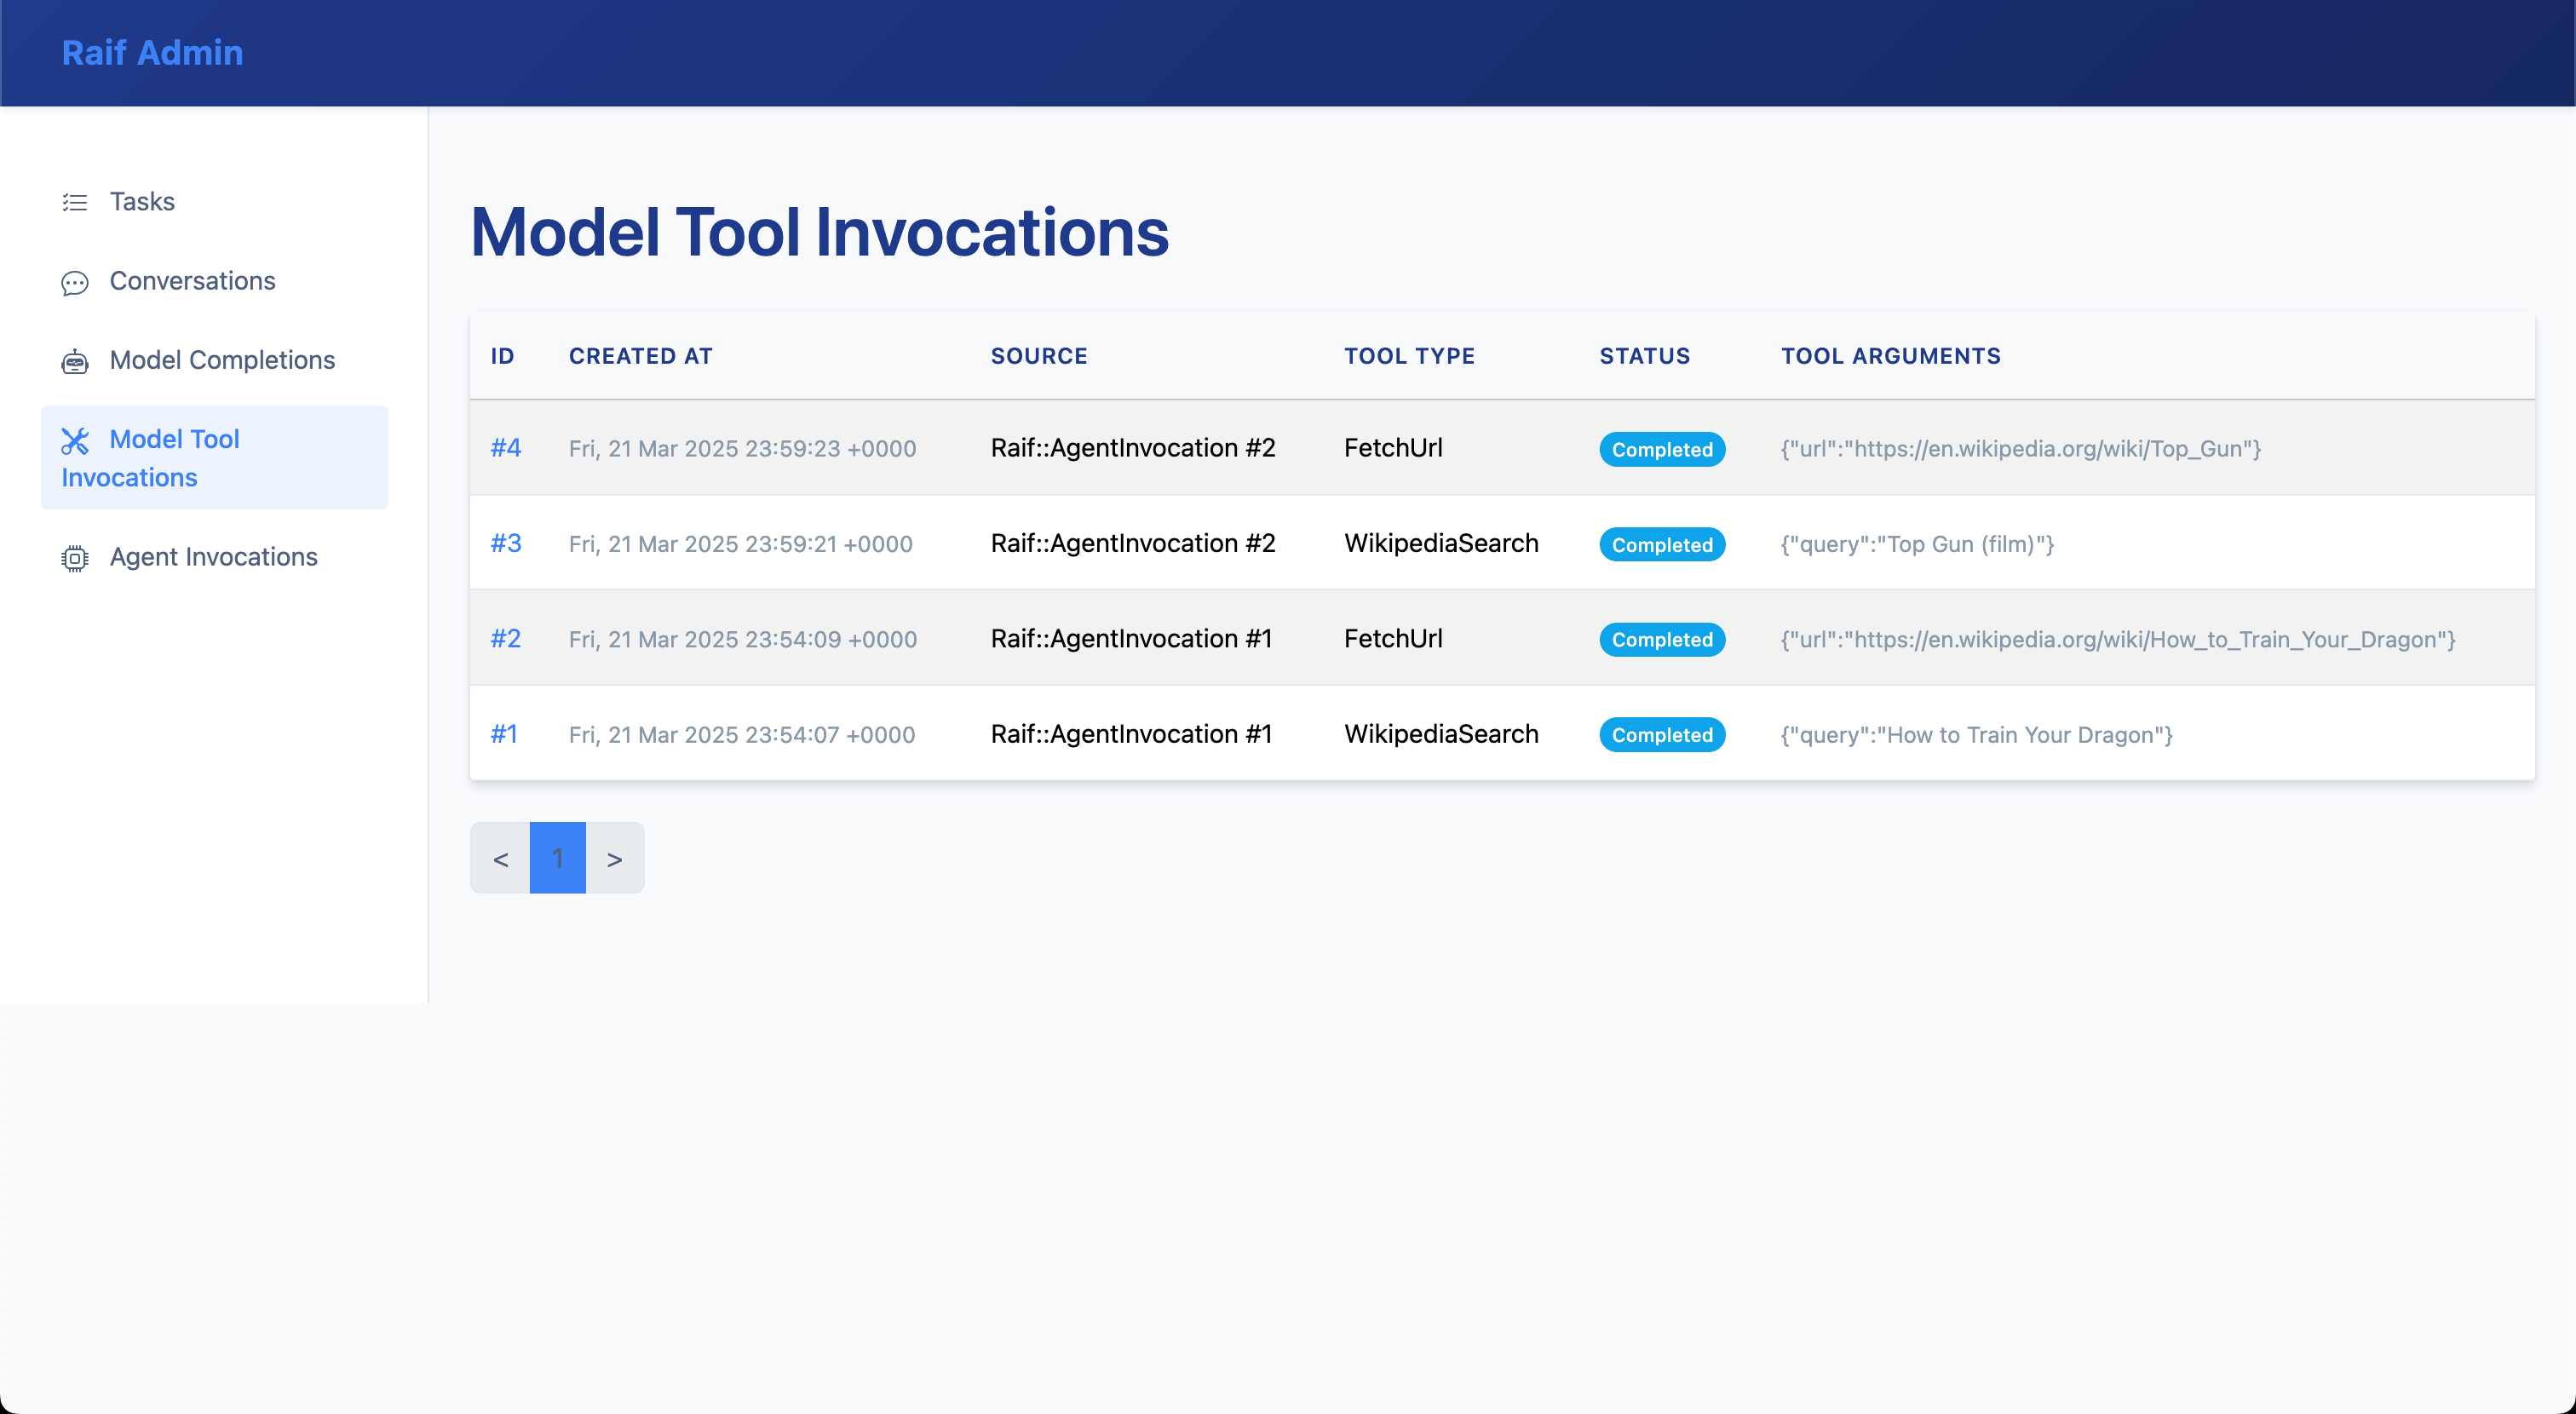 Raif Admin
Tasks
Conversations
Model Completions
Model Tool
Invocations
Agent Invocations
Model Tool Invocations
ID CREATED AT SOURCE TOOL TYPE STATUS TOOL ARGUMENTS
#4 Fri, 21 Mar 2025 23:59:23 +0000 Raif::AgentInvocation #2 FetchUrl Completed {"url":"https://en.wikipedia.org/wiki/Top_Gun"}
#3 Fri, 21 Mar 2025 23:59:21 +0000 Raif::AgentInvocation #2 WikipediaSearch Completed {"query":"Top Gun (film)"}
#2 Fri, 21 Mar 2025 23:54:09 +0000 Raif::AgentInvocation #1 FetchUrl Completed {"url":"https://en.wikipedia.org/wiki/How_to_Train_Your_Dragon"}
#1 Fri, 21 Mar 2025 23:54:07 +0000 Raif::AgentInvocation #1 WikipediaSearch Completed {"query":"How to Train Your Dragon"}
< 1 >